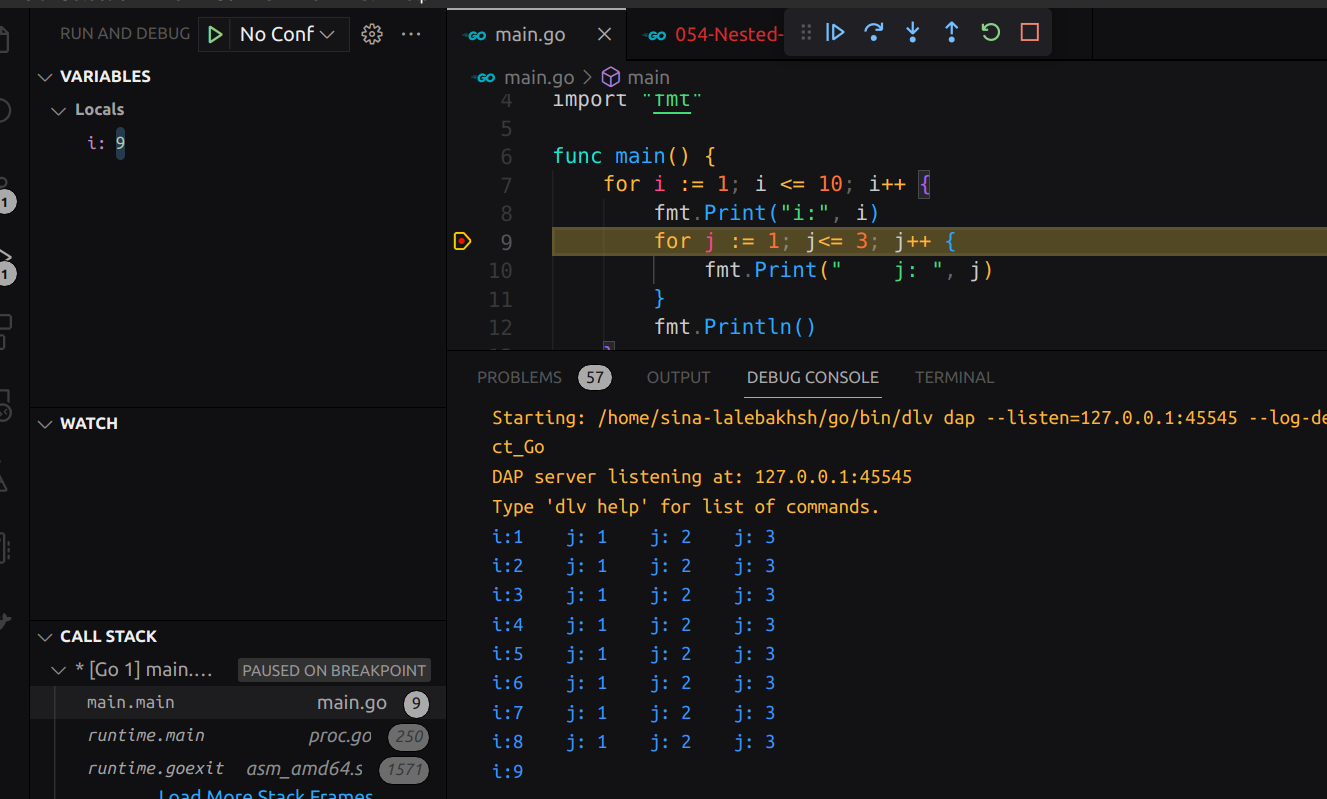 RUN AND DEBUG No Conf
VARIABLES
Locals
i: 9
WATCH
CALL STACK
* [Go 1] main.... PAUSED ON BREAKPOINT
main.main main.go 9
runtime.main proc.go 250
runtime.goexit asm_amd64.s 1571
Load More Stack Frames
1
1
GO main.go GO 054-Nested-
GO main.go > main
4 import "fmt"
5
6 func main() {
7 for i := 1; i <= 10; i++ {
8 fmt.Print("i:", i)
9 for j := 1; j<= 3; j++ {
10 fmt.Print("    j: ", j)
11 }
12 fmt.Println()
}
PROBLEMS 57 OUTPUT DEBUG CONSOLE TERMINAL
Starting: /home/sina-lalebakhsh/go/bin/dlv dap --listen=127.0.0.1:45545 --log-de
ct_Go
DAP server listening at: 127.0.0.1:45545
Type 'dlv help' for list of commands.
i:1    j: 1    j: 2    j: 3
i:2    j: 1    j: 2    j: 3
i:3    j: 1    j: 2    j: 3
i:4    j: 1    j: 2    j: 3
i:5    j: 1    j: 2    j: 3
i:6    j: 1    j: 2    j: 3
i:7    j: 1    j: 2    j: 3
i:8    j: 1    j: 2    j: 3
i:9